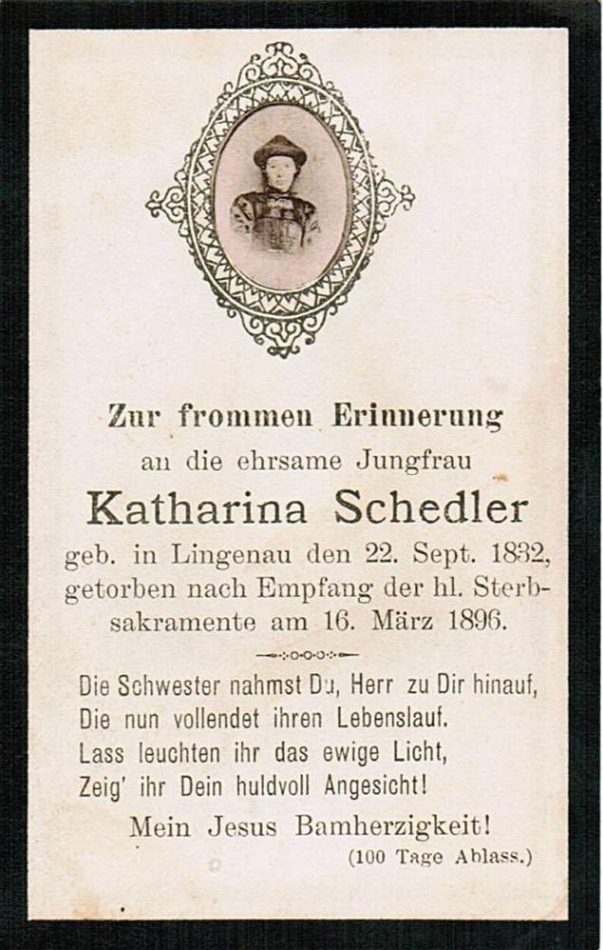 Zur frommen Erinnerung
an die ehrsame Jungfrau
Katharina Schedler
geb. in Lingenau den 22. Sept. 1832,
getorben nach Empfang der hl. Sterb-
sakramente am 16. März 1896.
Die Schwester nahmst Du, Herr zu Dir hinauf,
Die nun vollendet ihren Lebenslauf.
Lass leuchten ihr das ewige Licht,
Zeig' ihr Dein huldvoll Angesicht!
Mein Jesus Bamherzigkeit!
(100 Tage Ablass.)